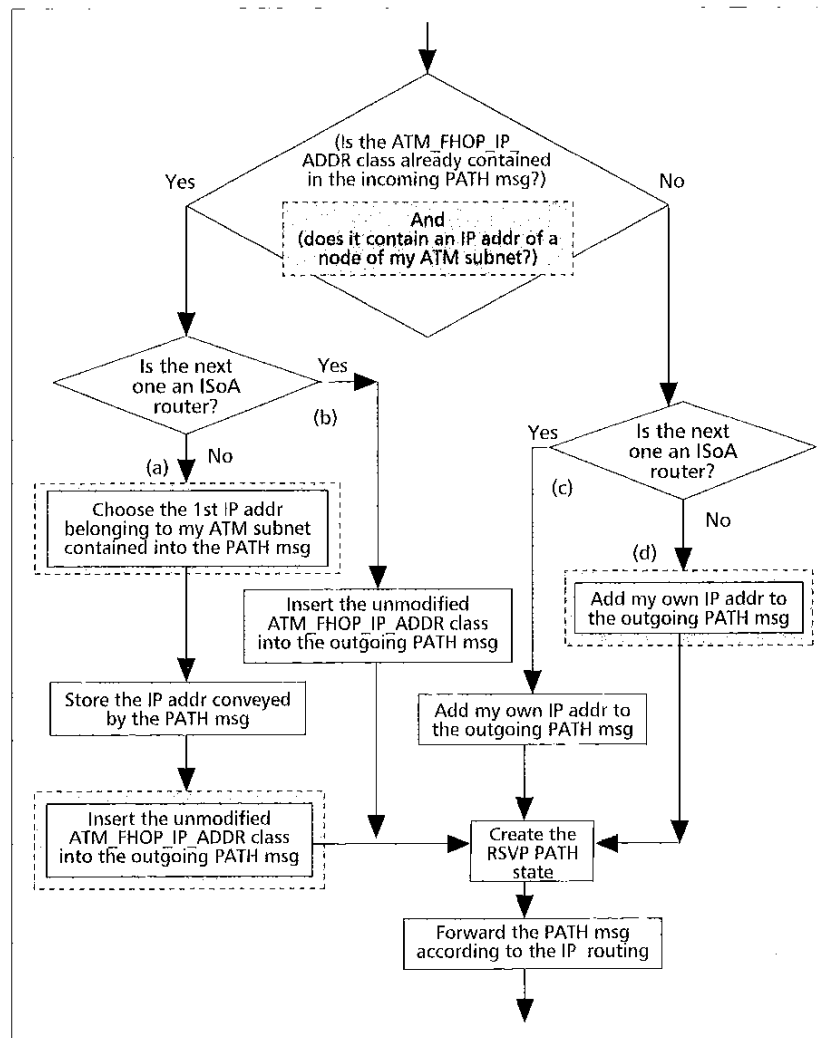 (Is the ATM_FHOP_IP_
ADDR class already contained
in the incoming PATH msg?)
Yes
No
And
(does it contain an IP addr of a
node of my ATM subnet?)
Is the next
one an ISoA
router?
Yes
(b)
(a)
No
Is the next
one an ISoA
router?
Yes
(c)
No
(d)
Choose the 1st IP addr
belonging to my ATM subnet
contained into the PATH msg
Insert the unmodified
ATM_FHOP_IP_ADDR class
into the outgoing PATH msg
Add my own IP addr to
the outgoing PATH msg
Store the IP addr conveyed
by the PATH msg
Add my own IP addr to
the outgoing PATH msg
Insert the unmodified
ATM_FHOP_IP_ADDR class
into the outgoing PATH msg
Create the
RSVP PATH
state
Forward the PATH msg
according to the IP routing